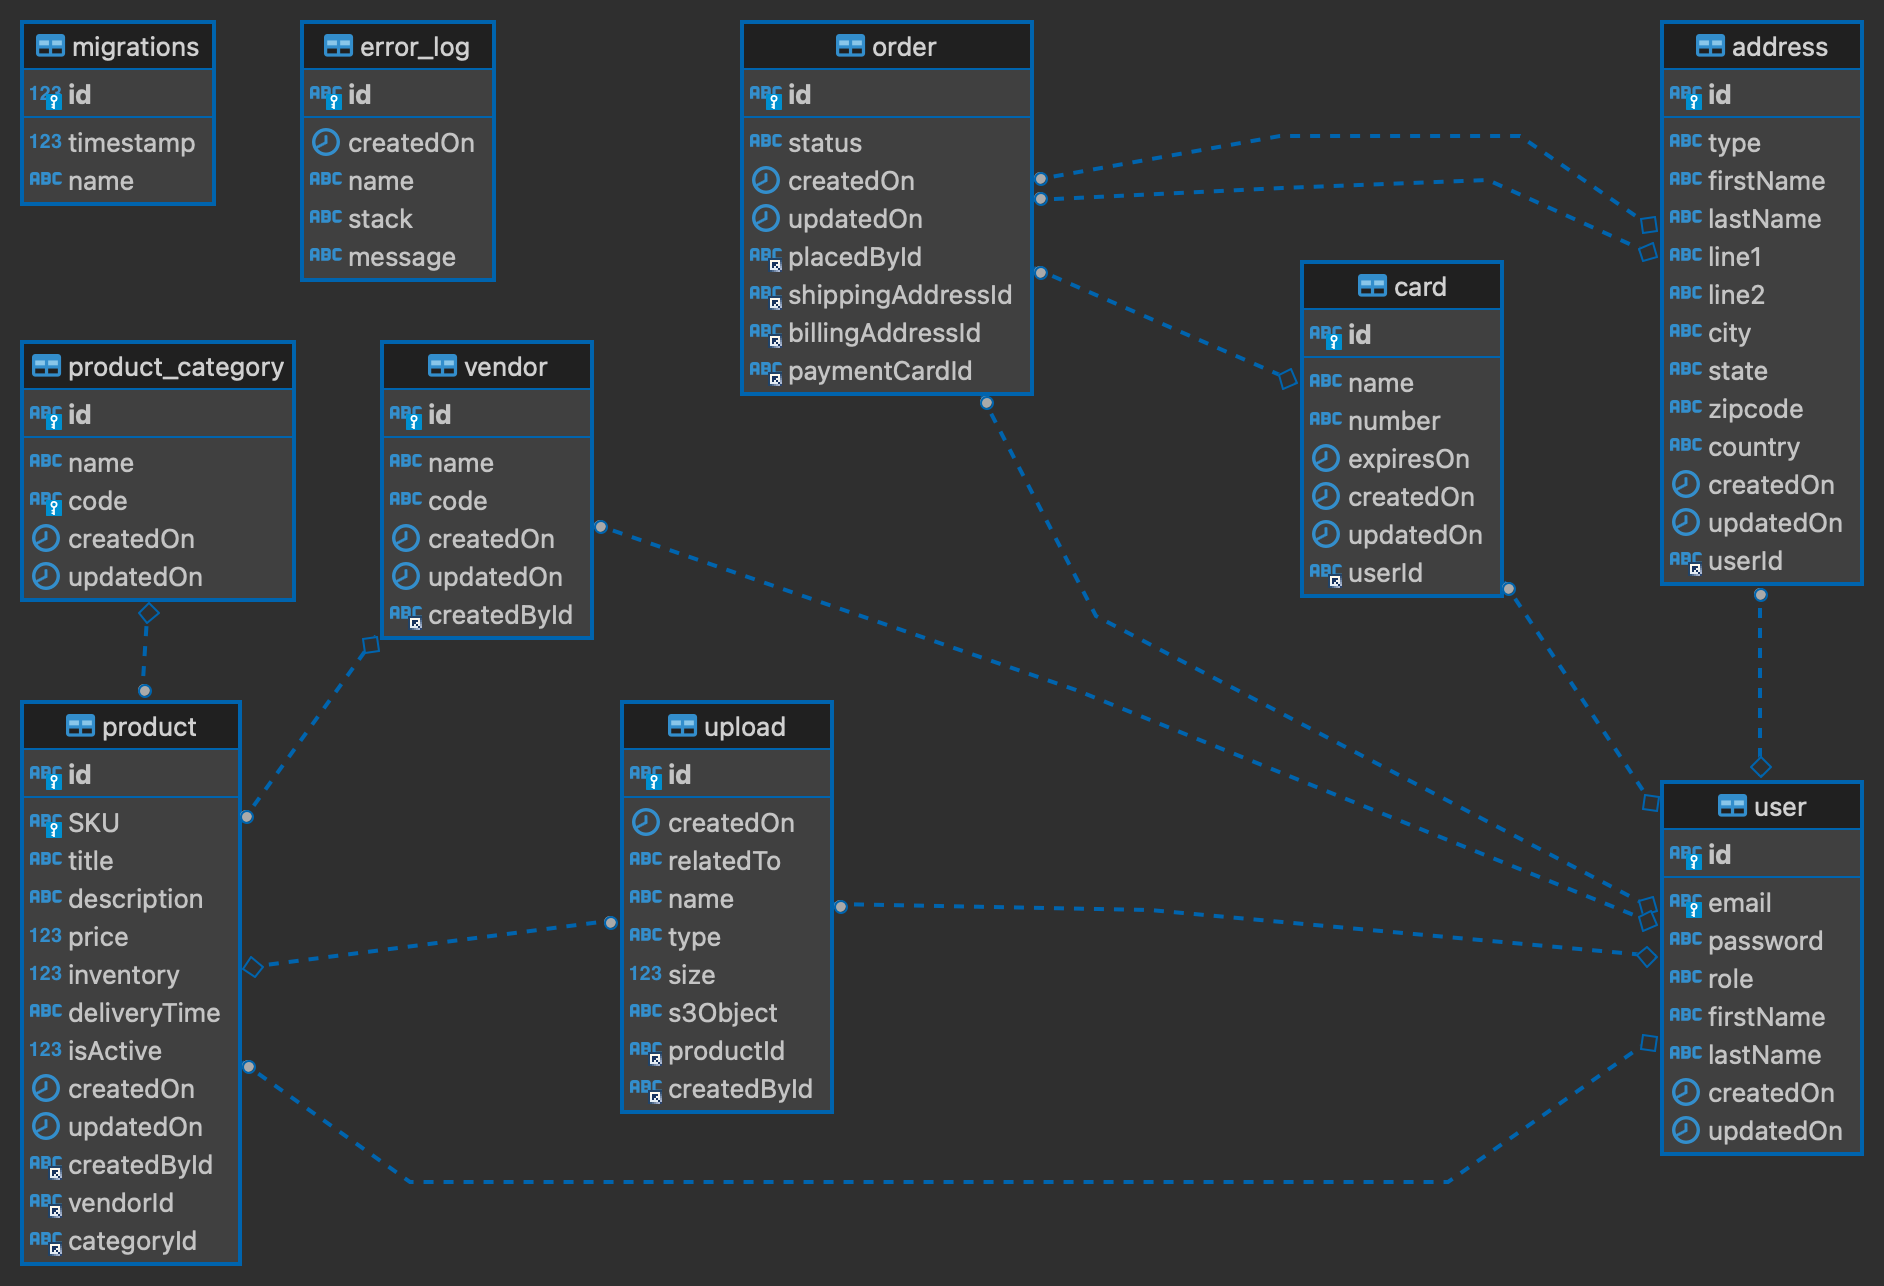 migrations
123 id
123 timestamp
ABC name
error_log
ABC id
createdOn
ABC name
ABC stack
ABC message
order
ABC id
ABC status
createdOn
updatedOn
ABC placedById
ABC shippingAddressId
ABC billingAddressId
ABC paymentCardId
address
ABC id
ABC type
ABC firstName
ABC lastName
ABC line1
ABC line2
ABC city
ABC state
ABC zipcode
ABC country
createdOn
updatedOn
ABC userId
card
ABC id
ABC name
ABC number
expiresOn
createdOn
updatedOn
ABC userId
product_category
ABC id
ABC name
ABC code
createdOn
updatedOn
vendor
ABC id
ABC name
ABC code
createdOn
updatedOn
ABC createdById
product
ABC id
ABC SKU
ABC title
ABC description
123 price
123 inventory
ABC deliveryTime
123 isActive
createdOn
updatedOn
ABC createdById
ABC vendorId
ABC categoryId
upload
ABC id
createdOn
ABC relatedTo
ABC name
ABC type
123 size
ABC s3Object
ABC productId
ABC createdById
user
ABC id
ABC email
ABC password
ABC role
ABC firstName
ABC lastName
createdOn
updatedOn